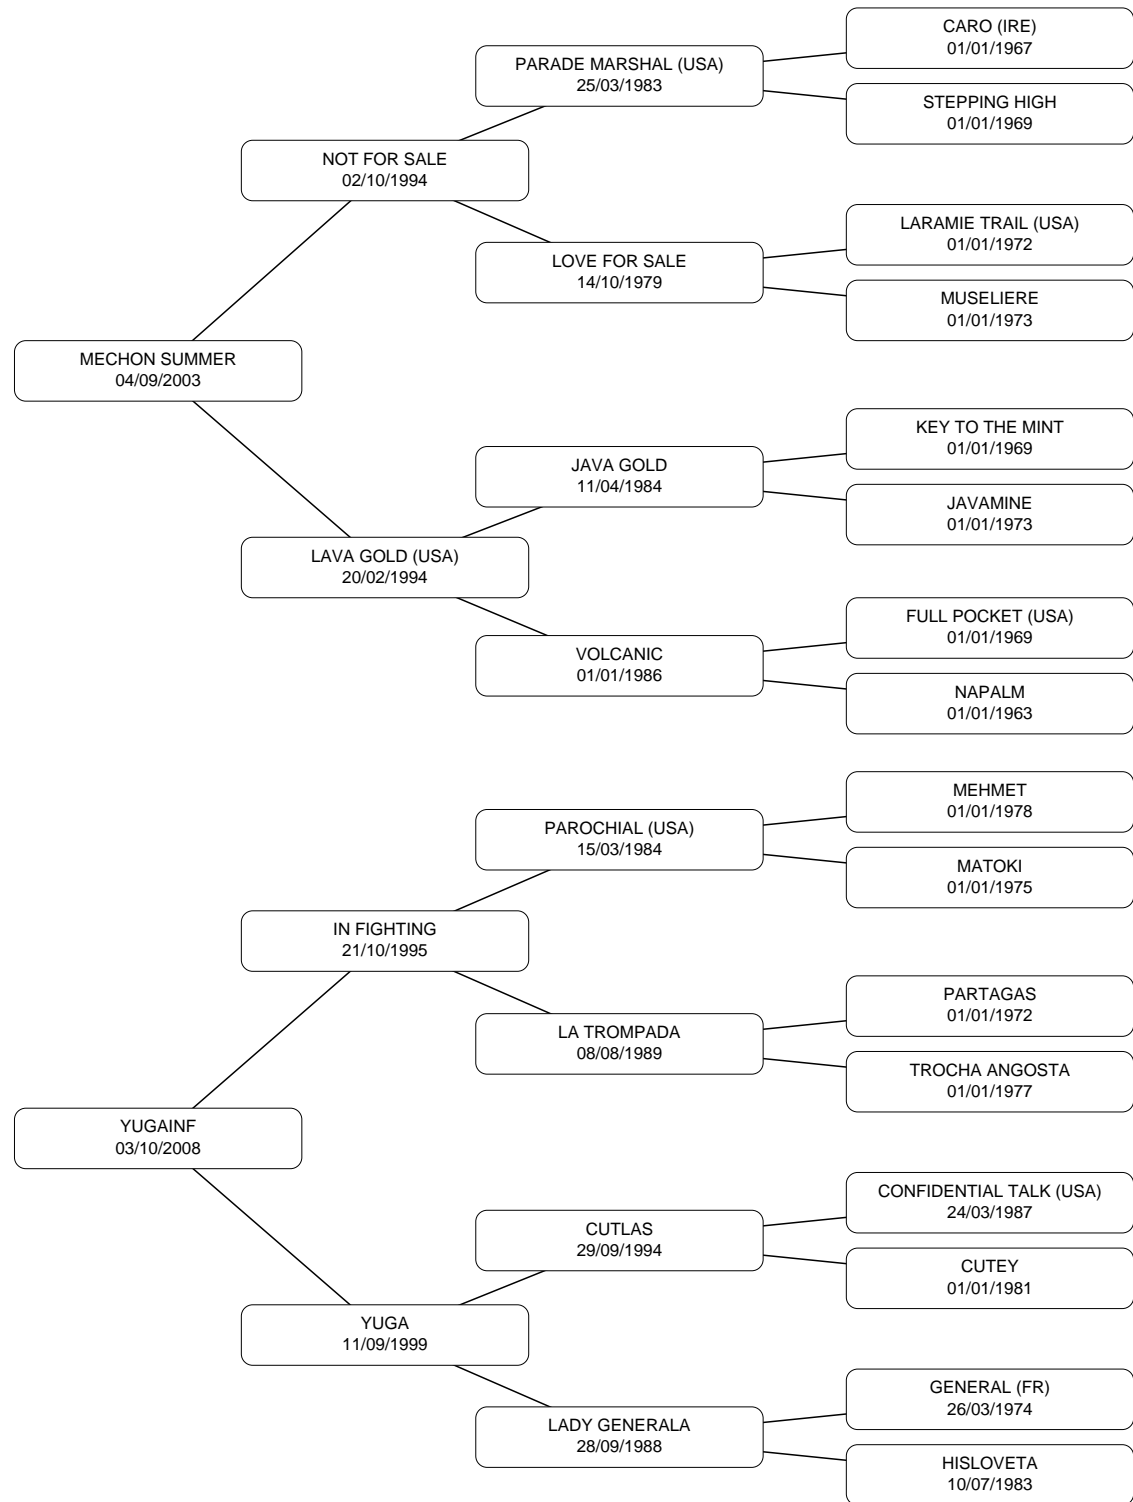 CARO (IRE)
01/01/1967
PARADE MARSHAL (USA)
25/03/1983
STEPPING HIGH
01/01/1969
NOT FOR SALE
02/10/1994
LARAMIE TRAIL (USA)
01/01/1972
LOVE FOR SALE
14/10/1979
MUSELIERE
01/01/1973
MECHON SUMMER
04/09/2003
KEY TO THE MINT
01/01/1969
JAVA GOLD
11/04/1984
JAVAMINE
01/01/1973
LAVA GOLD (USA)
20/02/1994
FULL POCKET (USA)
01/01/1969
VOLCANIC
01/01/1986
NAPALM
01/01/1963
MEHMET
01/01/1978
PAROCHIAL (USA)
15/03/1984
MATOKI
01/01/1975
IN FIGHTING
21/10/1995
PARTAGAS
01/01/1972
LA TROMPADA
08/08/1989
TROCHA ANGOSTA
01/01/1977
YUGAINF
03/10/2008
CONFIDENTIAL TALK (USA)
24/03/1987
CUTLAS
29/09/1994
CUTEY
01/01/1981
YUGA
11/09/1999
GENERAL (FR)
26/03/1974
LADY GENERALA
28/09/1988
HISLOVETA
10/07/1983